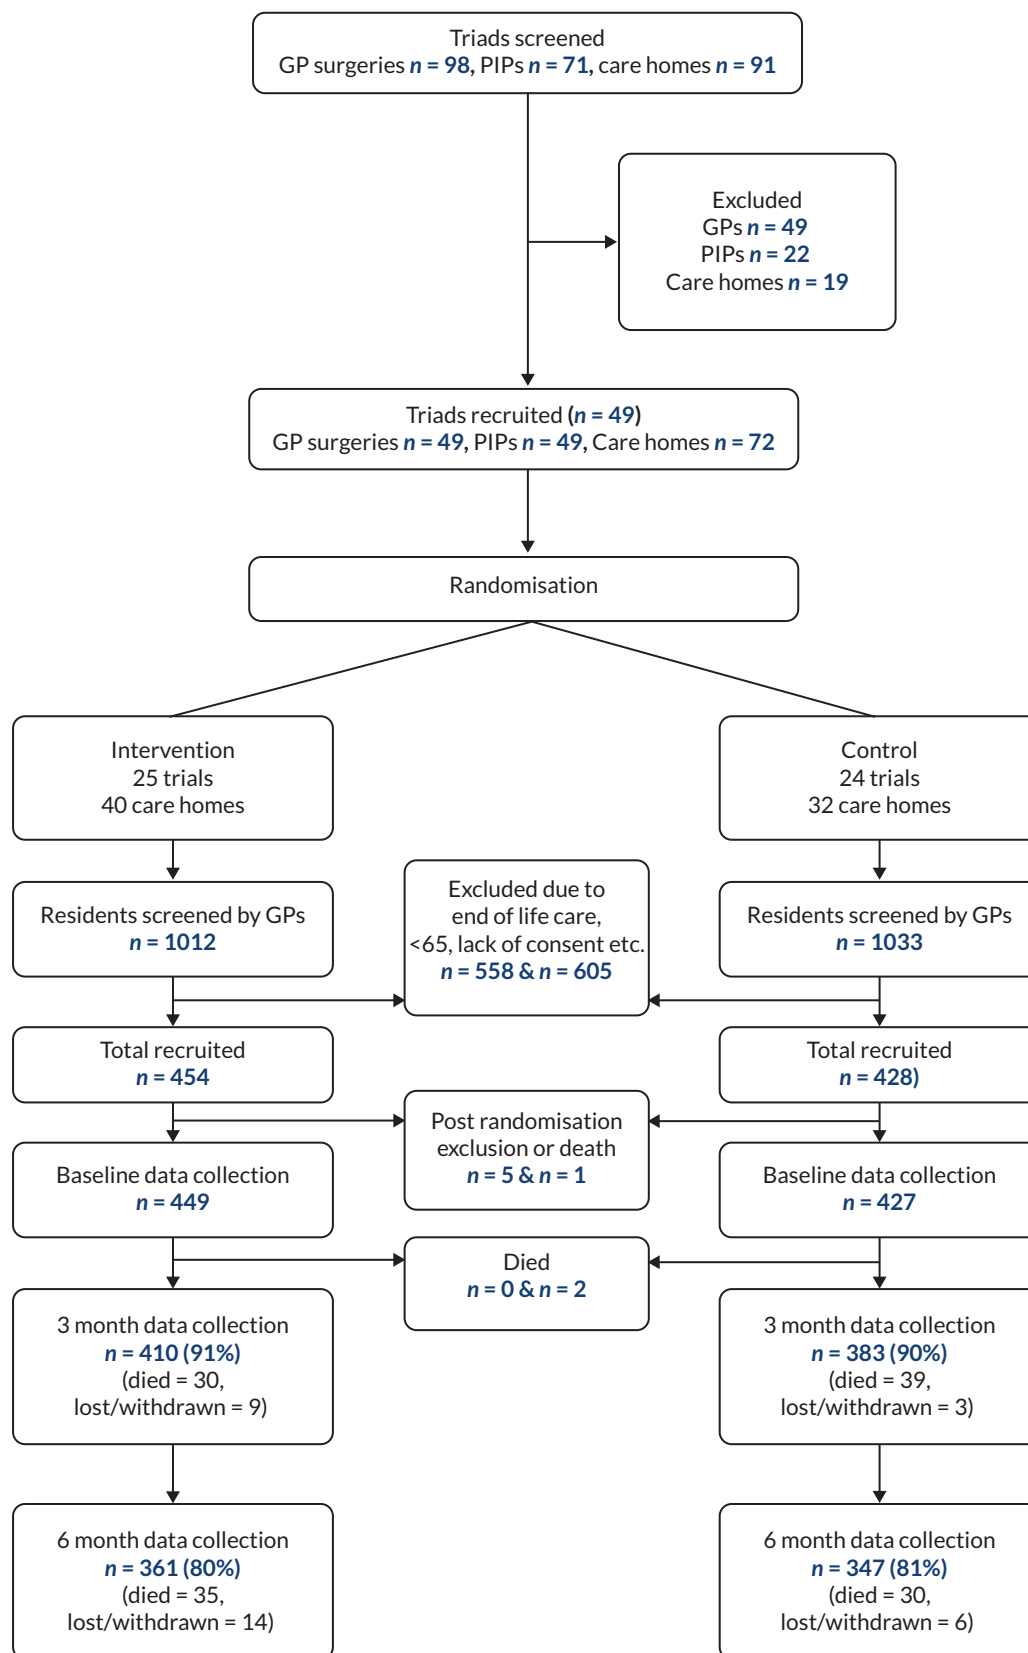 Triads screened
GP surgeries n = 98, PIPs n = 71, care homes n = 91
Excluded
GPs n = 49
PIPs n = 22
Care homes n = 19
Triads recruited (n = 49)
GP surgeries n = 49, PIPs n = 49, Care homes n = 72
Randomisation
Intervention
25 trials
40 care homes
Control
24 trials
32 care homes
Residents screened by GPs
n = 1012
Excluded due to
end of life care,
<65, lack of consent etc.
n = 558 & n = 605
Residents screened by GPs
n = 1033
Total recruited
n = 454
Total recruited
n = 428)
Post randomisation
exclusion or death
n = 5 & n = 1
Baseline data collection
n = 449
Baseline data collection
n = 427
Died
n = 0 & n = 2
3 month data collection
n = 410 (91%)
(died = 30,
lost/withdrawn = 9)
3 month data collection
n = 383 (90%)
(died = 39,
lost/withdrawn = 3)
6 month data collection
n = 361 (80%)
(died = 35,
lost/withdrawn = 14)
6 month data collection
n = 347 (81%)
(died = 30,
lost/withdrawn = 6)